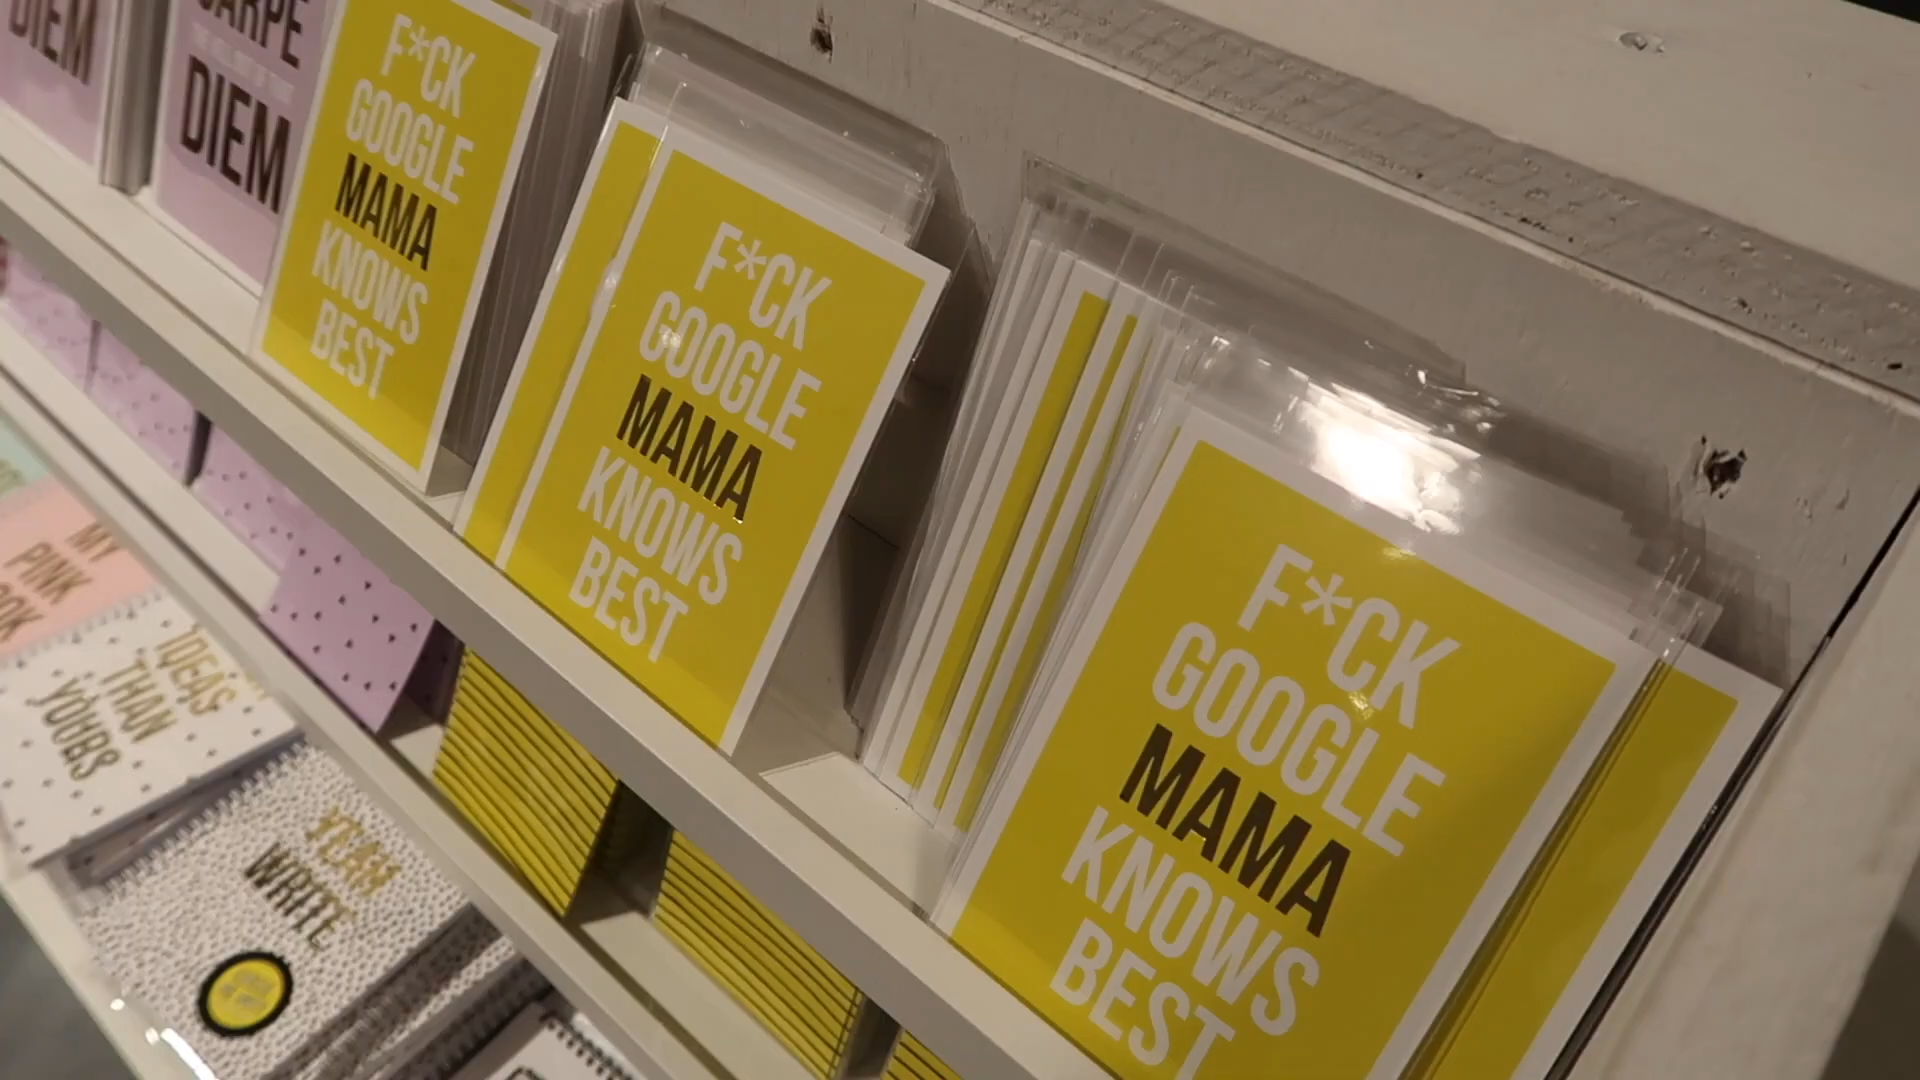 DIEM
CARPE
DIEM
F*CK
GOOGLE
MAMA
KNOWS
BEST
F*CK
GOOGLE
MAMA
KNOWS
BEST
F*CK
GOOGLE
MAMA
KNOWS
BEST
MY
PINK
IDEAS
THAN
YOURS
YEAH
WRITE